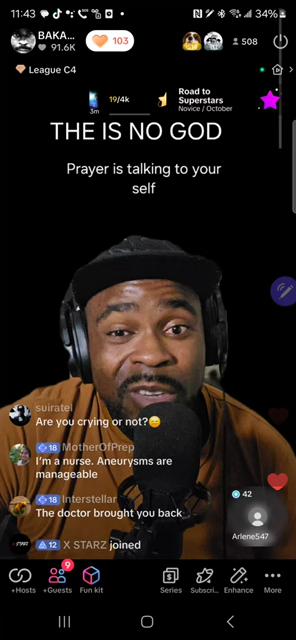 11:43
34%
BAKA...
91.6K
103
508
League C4
3m
19/4k
Road to
Superstars
Novice / October
THE IS NO GOD
Prayer is talking to your
self
suiratel
Are you crying or not?😊
18 MotherOfPrep
I'm a nurse. Aneurysms are
manageable
18 Interstellar
The doctor brought you back
12 X STARZ joined
42
Arlene547
9
+Hosts
+Guests
Fun kit
Series
Subscri...
Enhance
More